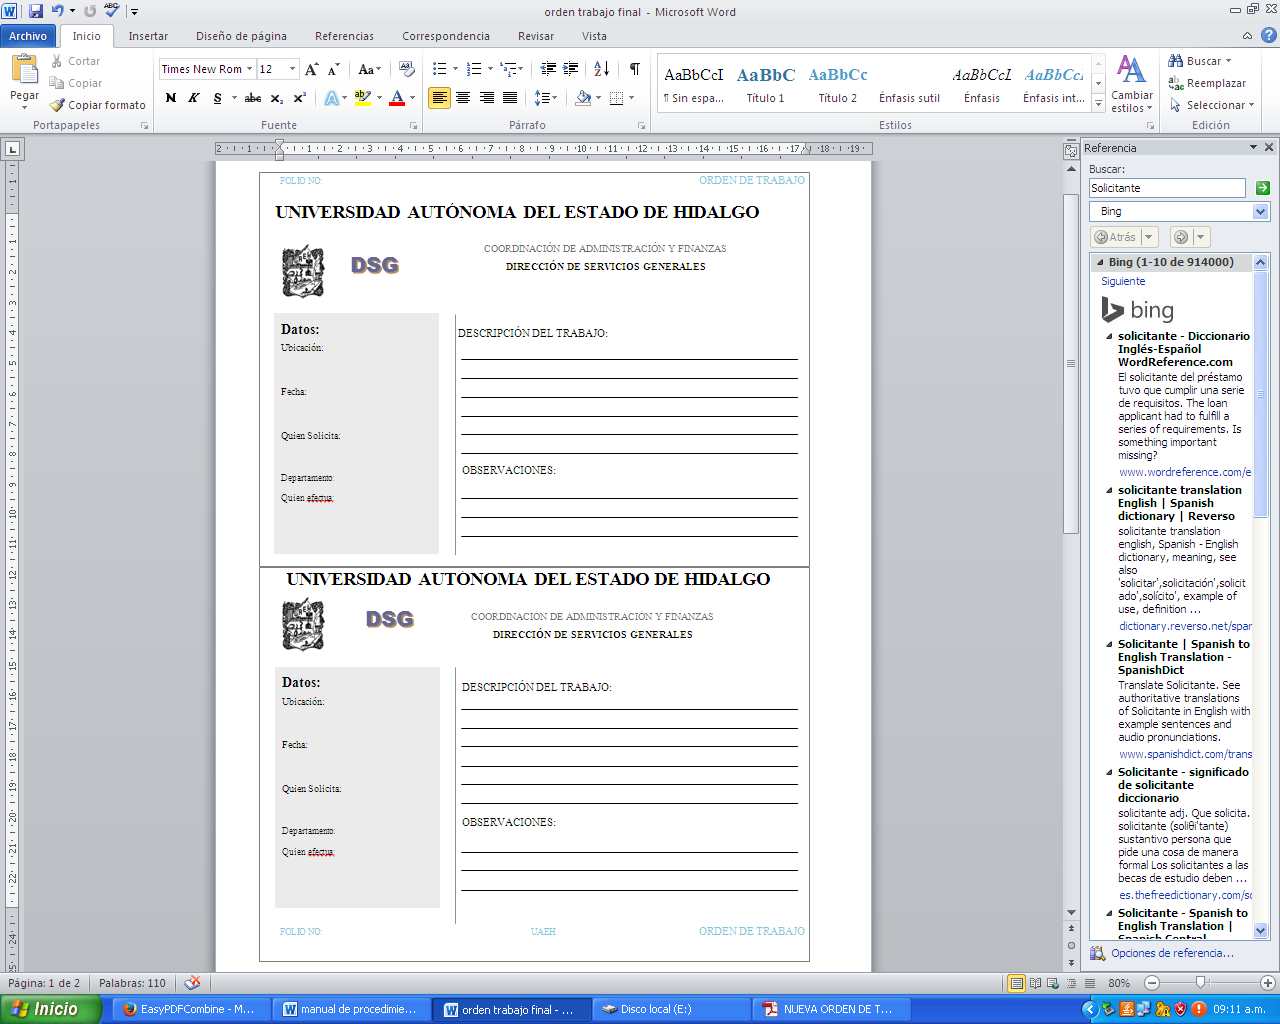 orden trabajo final - Microsoft Word
Archivo Inicio Insertar Diseño de página Referencias Correspondencia Revisar Vista
Pegar
Cortar
Copiar
Copiar formato
Portapapeles
Times New Rom 12
Fuente
Párrafo
AaBbCcI AaBbC AaBbCc AaBbCcL AaBbCcI
¶ Sin espa... Título 1 Título 2 Énfasis sutil Énfasis Énfasis int...
Estilos
Cambiar estilos
Buscar
Reemplazar
Seleccionar
Edición
FOLIO NO: ORDEN DE TRABAJO
UNIVERSIDAD AUTÓNOMA DEL ESTADO DE HIDALGO
DSG
COORDINACIÓN DE ADMINISTRACIÓN Y FINANZAS
DIRECCIÓN DE SERVICIOS GENERALES
Datos:
Ubicación:
Fecha:
Quien Solicita:
Departamento:
Quien efectua:
DESCRIPCIÓN DEL TRABAJO:
OBSERVACIONES:
UNIVERSIDAD AUTÓNOMA DEL ESTADO DE HIDALGO
DSG
COORDINACION DE ADMINISTRACION Y FINANZAS
DIRECCIÓN DE SERVICIOS GENERALES
Datos:
Ubicación:
Fecha:
Quien Solicita:
Departamento:
Quien efectua:
DESCRIPCIÓN DEL TRABAJO:
OBSERVACIONES:
FOLIO NO: UAEH ORDEN DE TRABAJO
Referencia
Buscar:
Solicitante
Bing
Atrás
Bing (1-10 de 914000)
Siguiente
bing
solicitante - Diccionario
Inglés-Español
WordReference.com
El solicitante del préstamo
tuvo que cumplir una serie
de requisitos. The loan
applicant had to fulfill a
series of requirements. Is
something important
missing?
www.wordreference.com/e
solicitante translation
English | Spanish
dictionary | Reverso
solicitante translation
english, Spanish - English
dictionary, meaning, see
also
'solicitar',solicitación',solicit
ado',solícito', example of
use, definition ...
dictionary.reverso.net/spar
Solicitante | Spanish to
English Translation -
SpanishDict
Translate Solicitante. See
authoritative translations
of Solicitante in English with
example sentences and
audio pronunciations.
www.spanishdict.com/trans
Solicitante - significado
de solicitante
diccionario
solicitante adj. Que solicita.
solicitante (soliθi'tante)
sustantivo persona que
pide una cosa de manera
formal Los solicitantes a las
becas de estudio deben ...
es.thefreedictionary.com/so
Solicitante - Spanish to
English Translation |
Spanish Central
Opciones de referencia...
Página: 1 de 2 Palabras: 110 80%
Inicio EasyPDFCombine - M... manual de procedimie... orden trabajo final - ... Disco local (E:) NUEVA ORDEN DE T... 09:11 a.m.